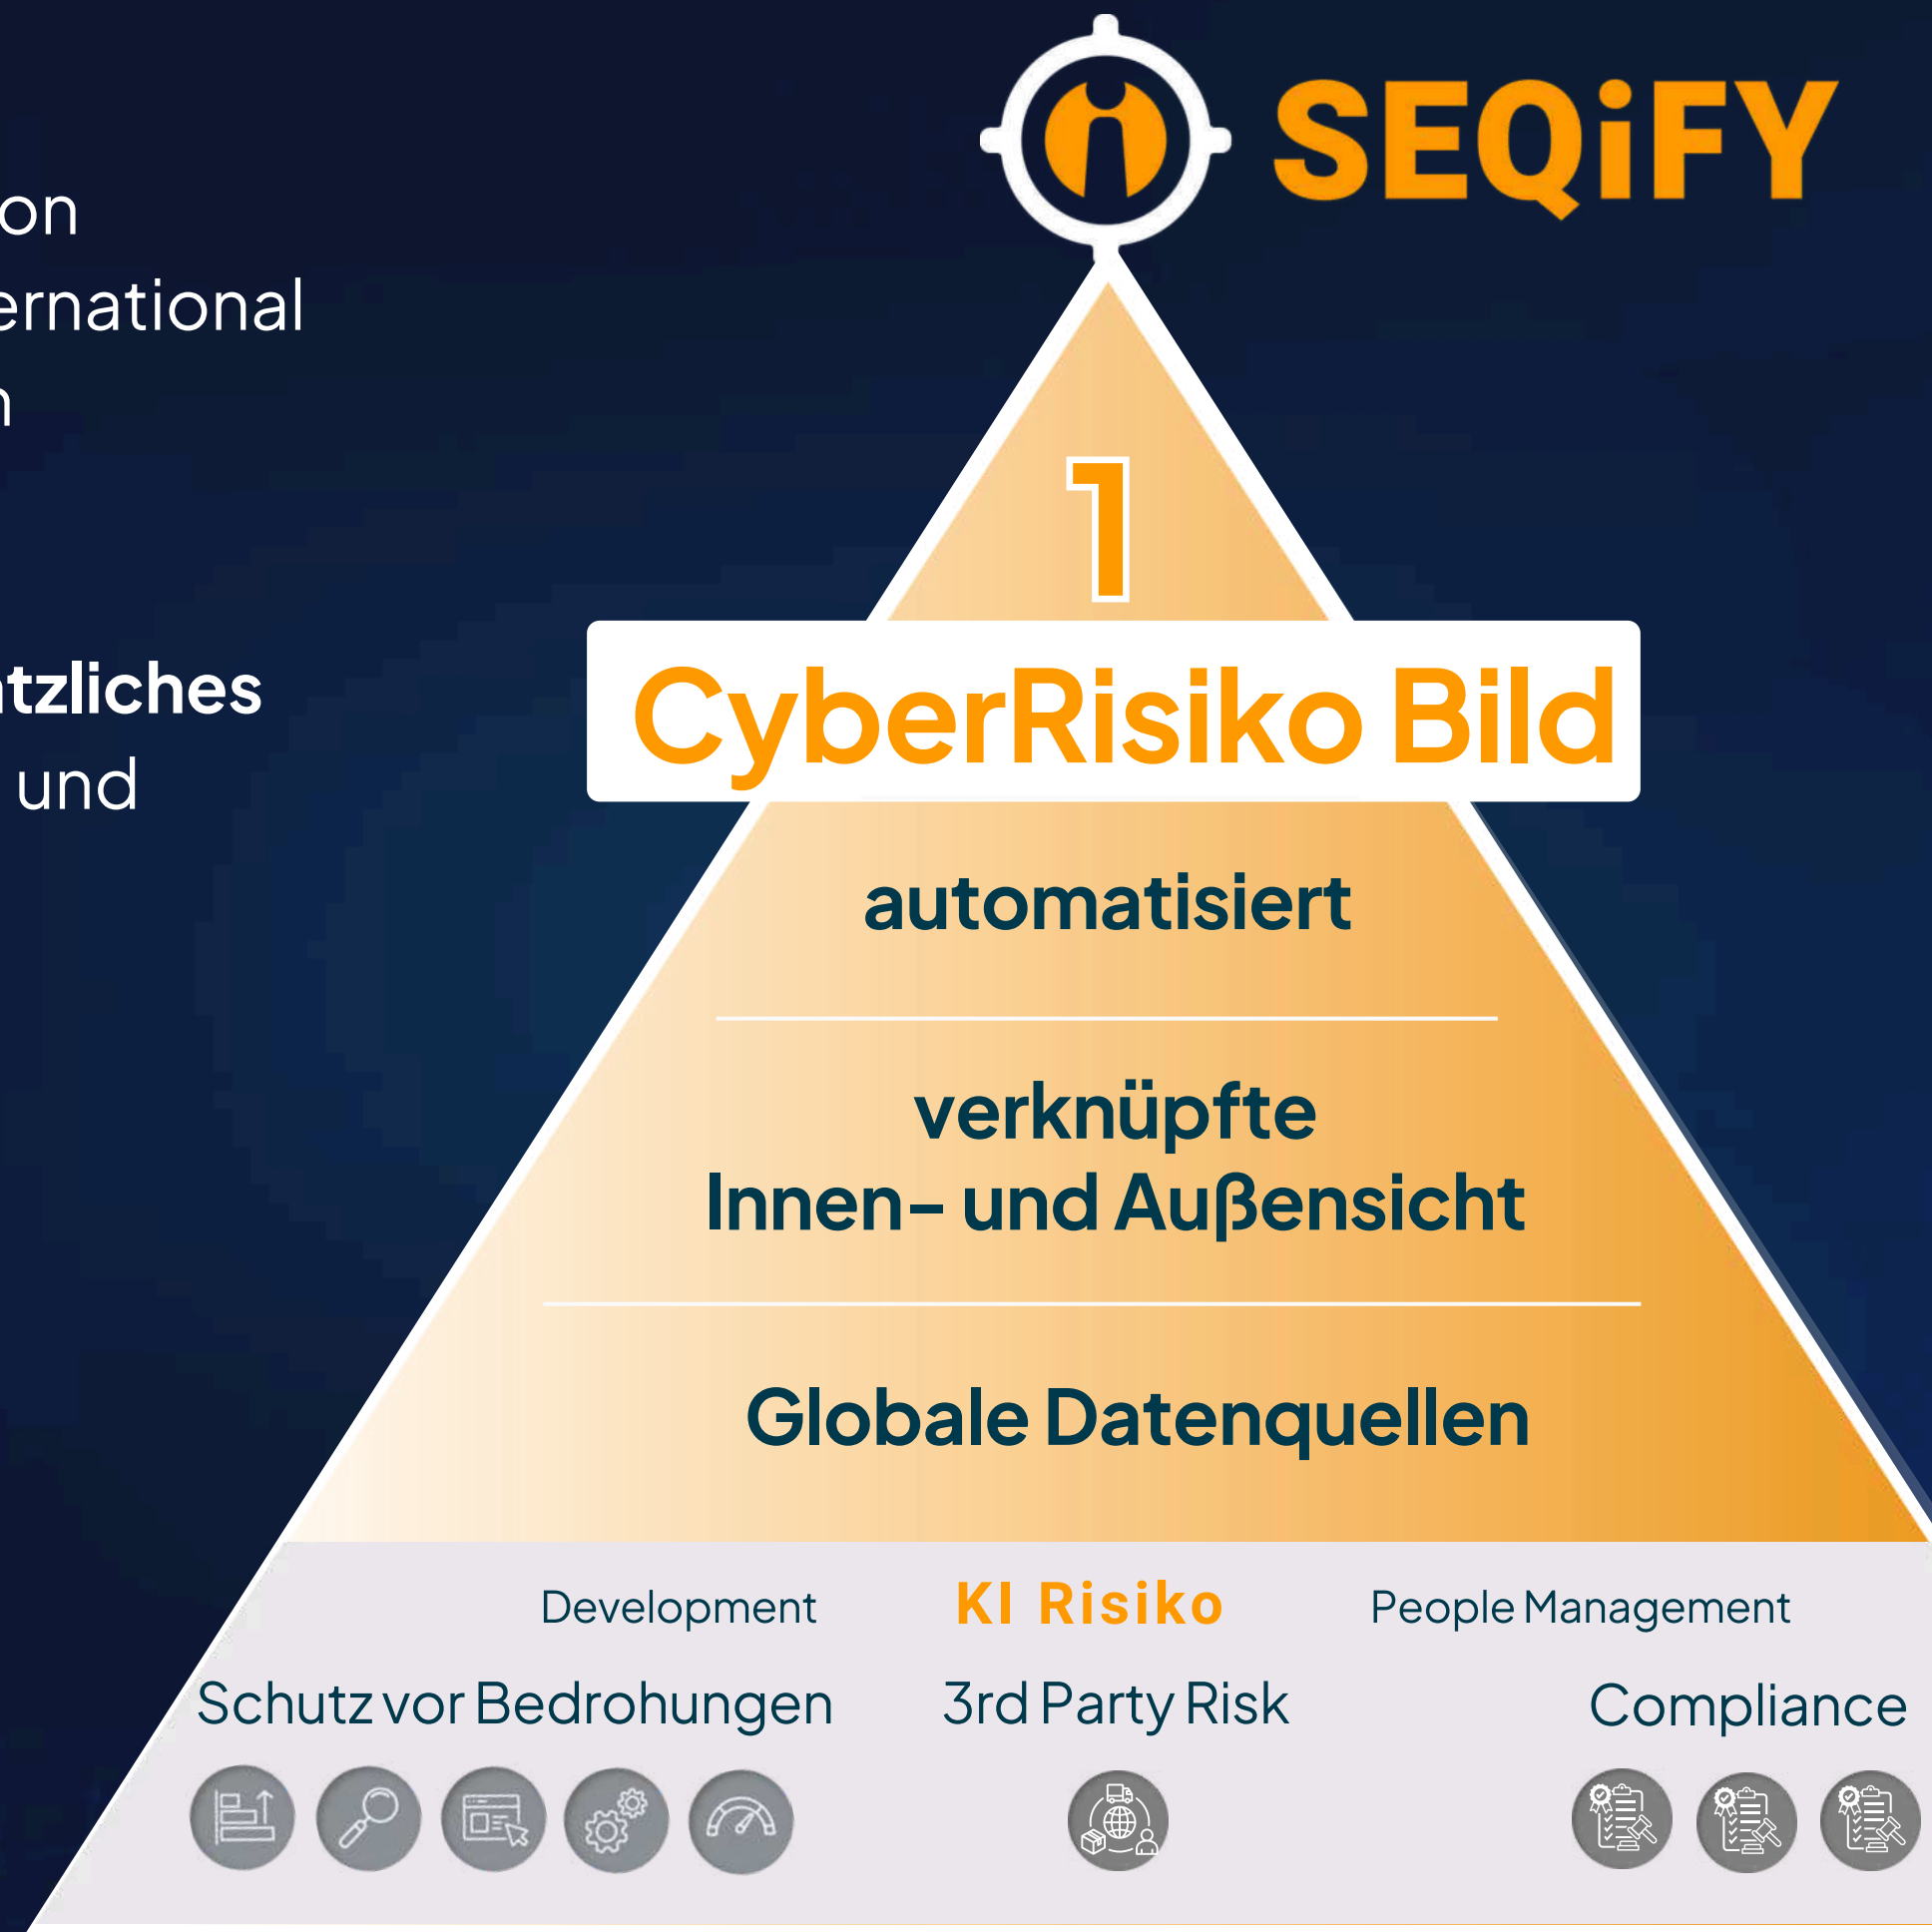 SEQiFY
on
ernational
1
tzliches
und
CyberRisiko Bild
automatisiert
verknüpfte
Innen- und Außensicht
Globale Datenquellen
Development
KI Risiko
People Management
Schutz vor Bedrohungen
3rd Party Risk
Compliance